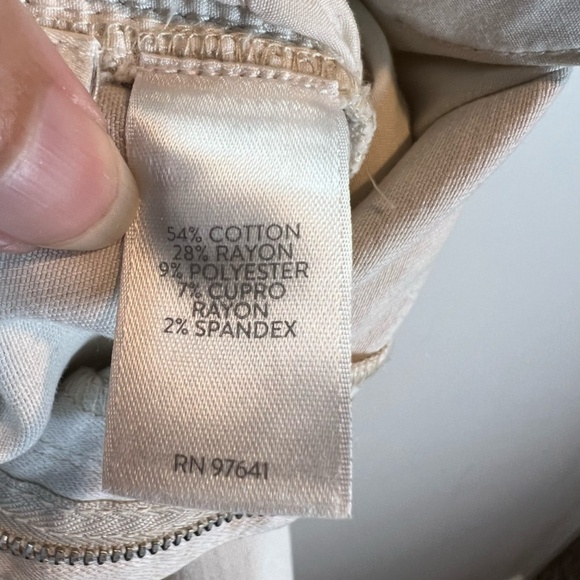 54% COTTON
28% RAYON
9% POLYESTER
7% CUPRO
RAYON
2% SPANDEX
RN 97641